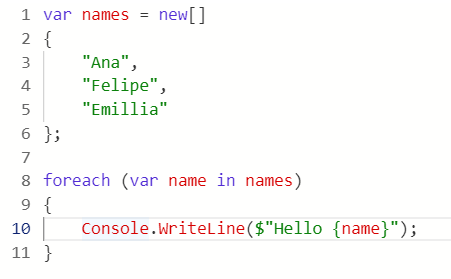 1 var names = new[]
2 {
3     "Ana",
4     "Felipe",
5     "Emillia"
6 };
7
8 foreach (var name in names)
9 {
10     Console.WriteLine($"Hello {name}");
11 }